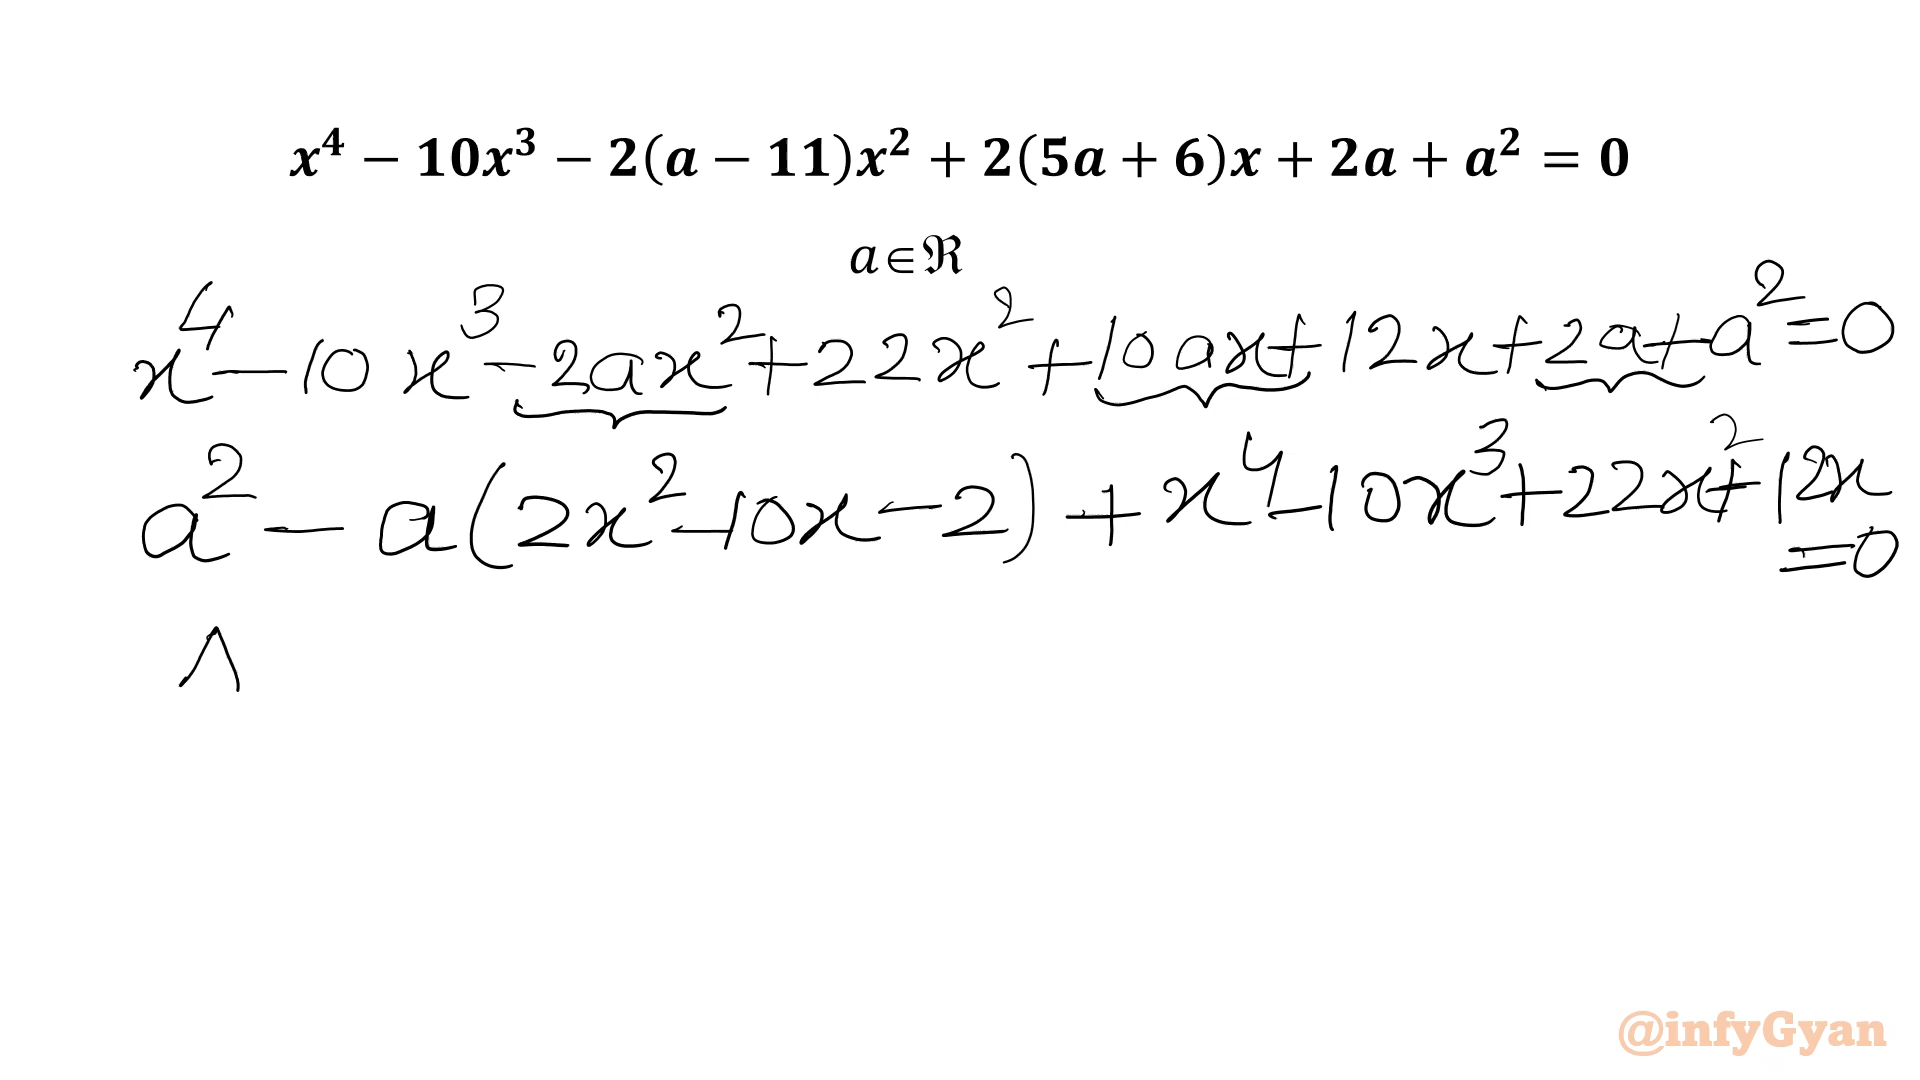 x⁴ − 10x³ − 2(a − 11)x² + 2(5a + 6)x + 2a + a² = 0
a∈ℜ
x⁴ − 10x³ − 2ax² + 22x² + 10ax + 12x + 2a + a² = 0
a² − a(2x² − 10x − 2) + x⁴ − 10x³ + 22x² + 12x
= 0
@infyGyan